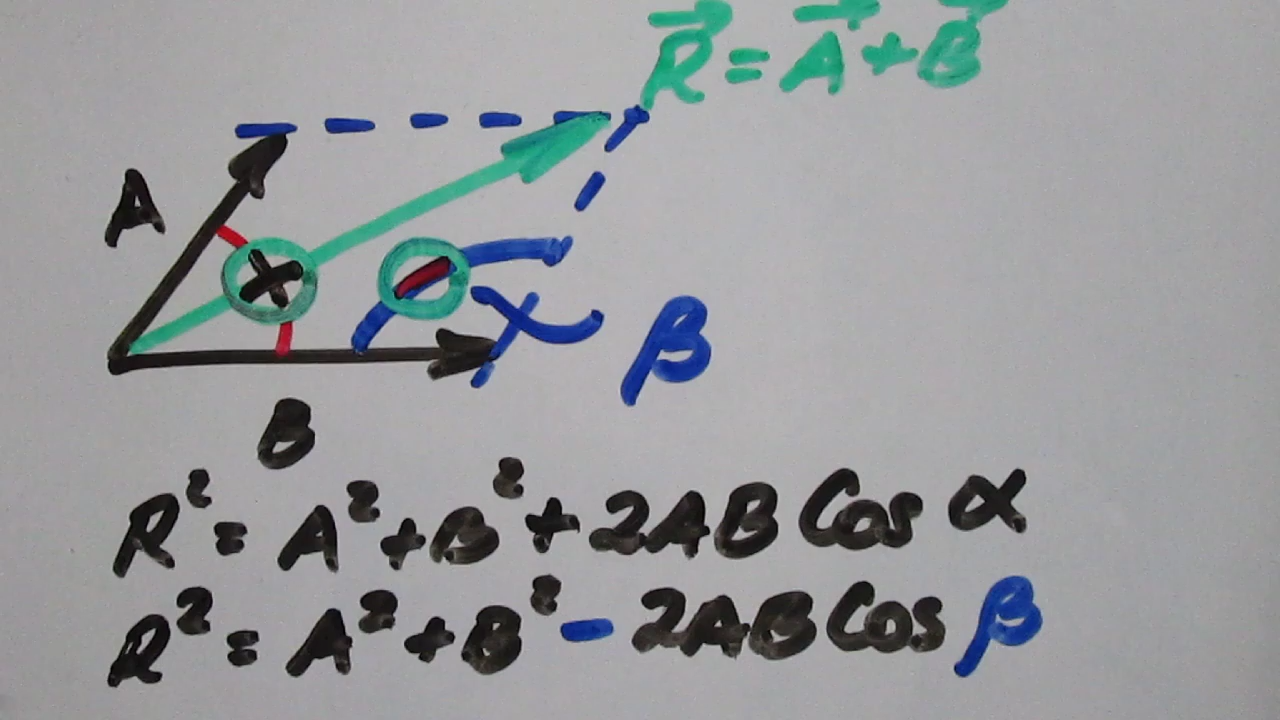 R⃗ = A⃗ + B⃗
A
+
-
β
B
R² = A² + B² + 2AB Cos α
R² = A² + B² - 2AB Cos β